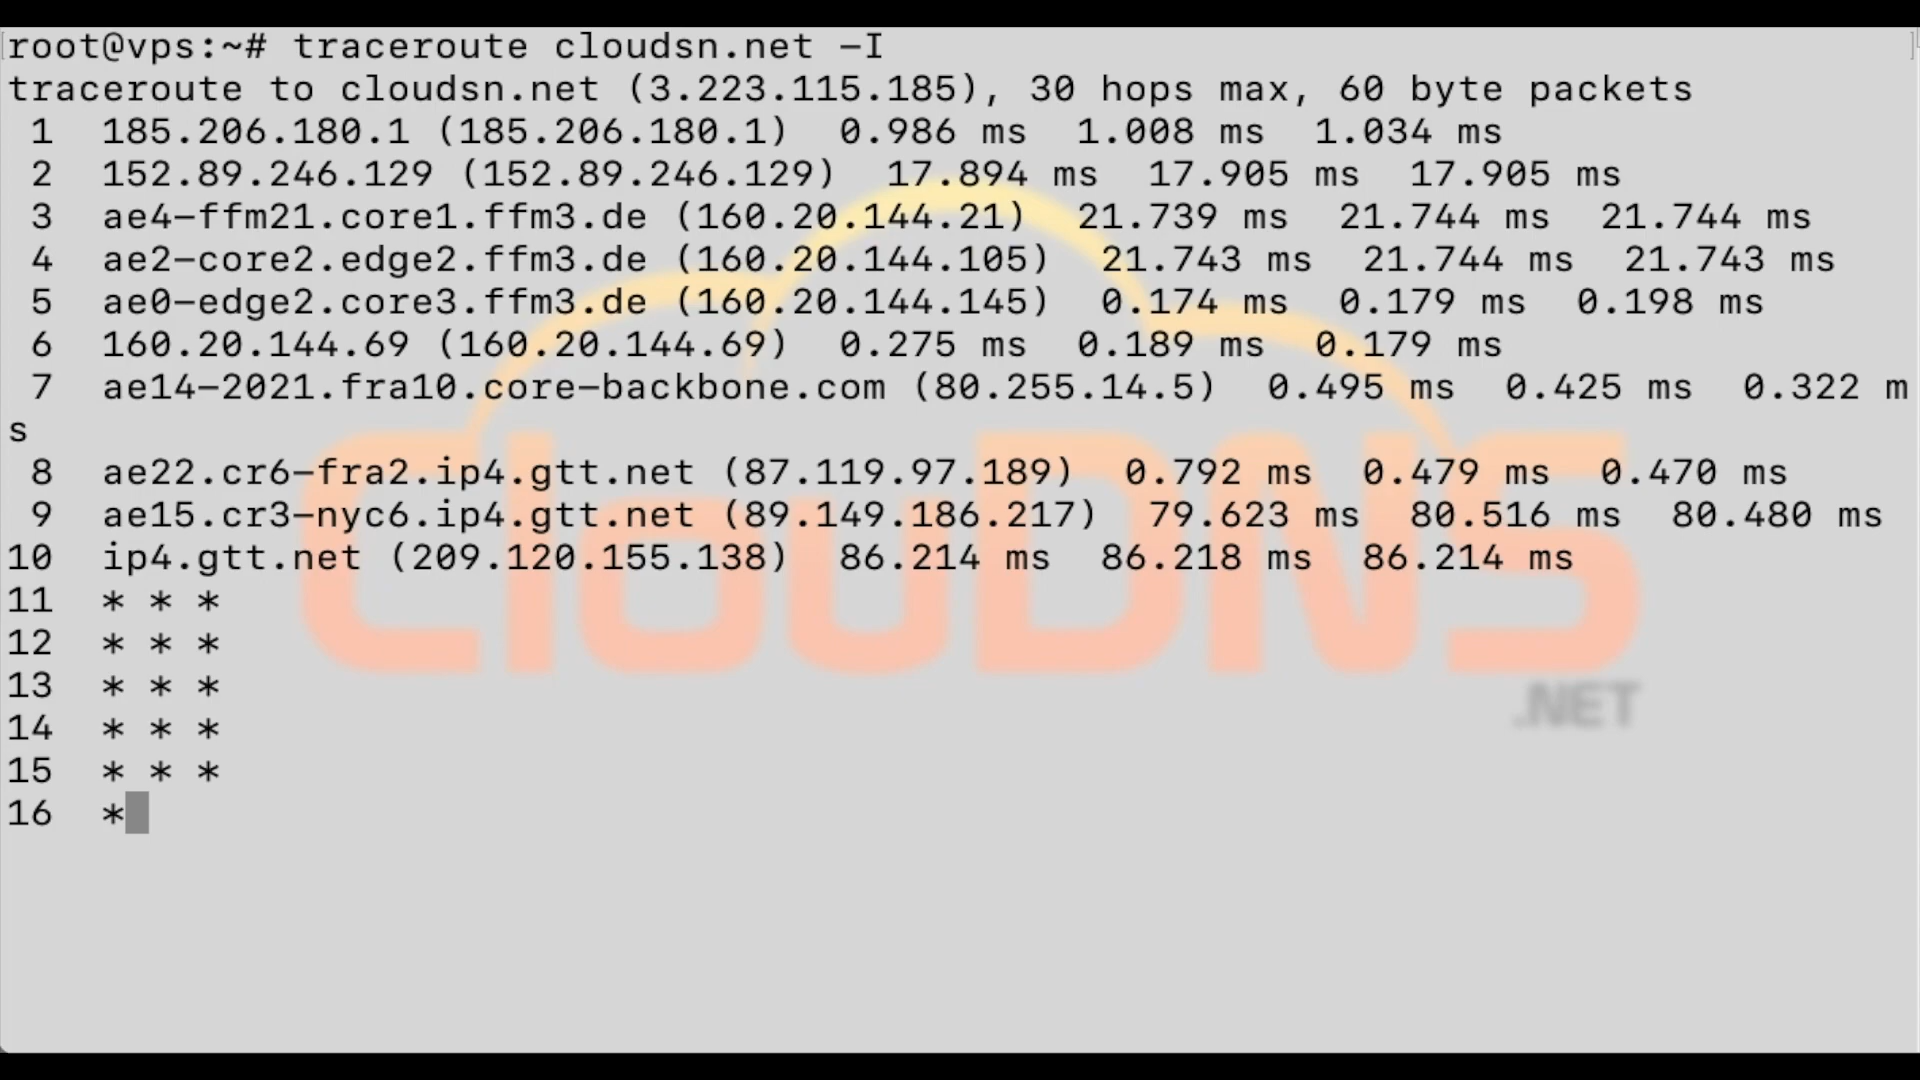 root@vps:~# traceroute cloudsn.net -I
traceroute to cloudsn.net (3.223.115.185), 30 hops max, 60 byte packets
 1  185.206.180.1 (185.206.180.1)  0.986 ms  1.008 ms  1.034 ms
 2  152.89.246.129 (152.89.246.129)  17.894 ms  17.905 ms  17.905 ms
 3  ae4-ffm21.core1.ffm3.de (160.20.144.21)  21.739 ms  21.744 ms  21.744 ms
 4  ae2-core2.edge2.ffm3.de (160.20.144.105)  21.743 ms  21.744 ms  21.743 ms
 5  ae0-edge2.core3.ffm3.de (160.20.144.145)  0.174 ms  0.179 ms  0.198 ms
 6  160.20.144.69 (160.20.144.69)  0.275 ms  0.189 ms  0.179 ms
 7  ae14-2021.fra10.core-backbone.com (80.255.14.5)  0.495 ms  0.425 ms  0.322 m
s
 8  ae22.cr6-fra2.ip4.gtt.net (87.119.97.189)  0.792 ms  0.479 ms  0.470 ms
 9  ae15.cr3-nyc6.ip4.gtt.net (89.149.186.217)  79.623 ms  80.516 ms  80.480 ms
10  ip4.gtt.net (209.120.155.138)  86.214 ms  86.218 ms  86.214 ms
11  * * *
12  * * *
13  * * *
14  * * *
15  * * *
16  *
ClouDNS
.NET